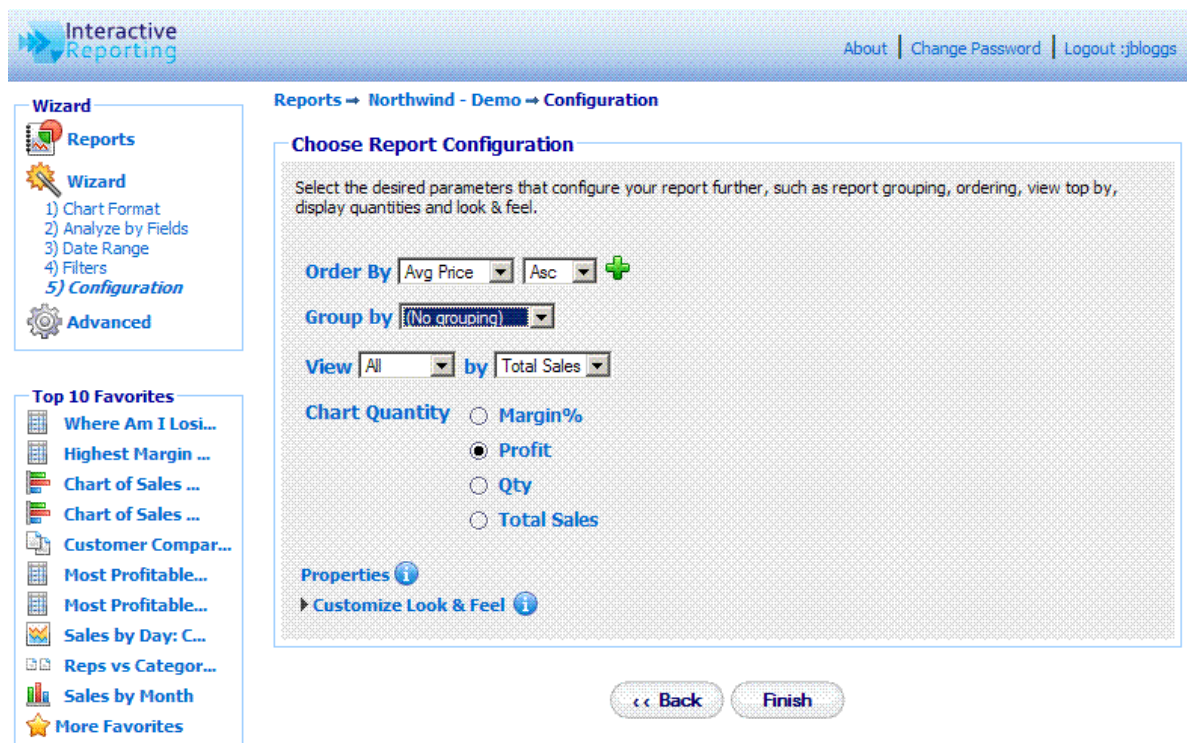 Interactive
Reporting
About | Change Password | Logout :jbloggs
Wizard
Reports
Wizard
1) Chart Format
2) Analyze by Fields
3) Date Range
4) Filters
5) Configuration
Advanced
Top 10 Favorites
Where Am I Losi...
Highest Margin ...
Chart of Sales ...
Chart of Sales ...
Customer Compar...
Most Profitable...
Most Profitable...
Sales by Day: C...
Reps vs Categor...
Sales by Month
More Favorites
Reports → Northwind - Demo → Configuration
Choose Report Configuration
Select the desired parameters that configure your report further, such as report grouping, ordering, view top by,
display quantities and look & feel.
Order By Avg Price Asc
Group by (No grouping)
View All by Total Sales
Chart Quantity Margin%
Profit
Qty
Total Sales
Properties
Customize Look & Feel
‹‹ Back Finish